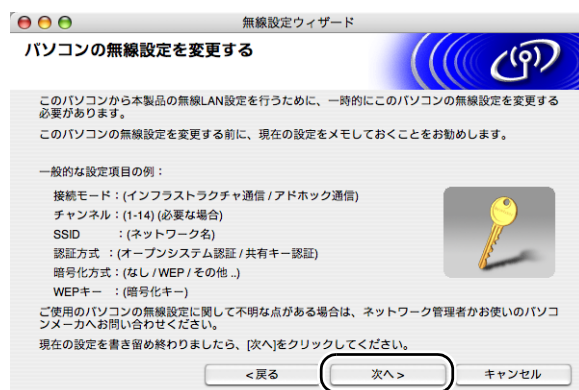 無線設定ウィザード
パソコンの無線設定を変更する
このパソコンから本製品の無線LAN設定を行うために、一時的にこのパソコンの無線設定を変更する
必要があります。
このパソコンの無線設定を変更する前に、現在の設定をメモしておくことをお勧めします。
一般的な設定項目の例：
接続モード：(インフラストラクチャ通信 / アドホック通信)
チャンネル：(1-14) (必要な場合)
SSID ：(ネットワーク名)
認証方式 ：(オープンシステム認証 / 共有キー認証)
暗号化方式：(なし / WEP / その他 ..)
WEPキー ：(暗号化キー)
ご使用のパソコンの無線設定に関して不明な点がある場合は、ネットワーク管理者かお使いのパソコ
ンメーカへお問い合わせください。
現在の設定を書き留め終わりましたら、[次へ]をクリックしてください。
<戻る 次へ > キャンセル